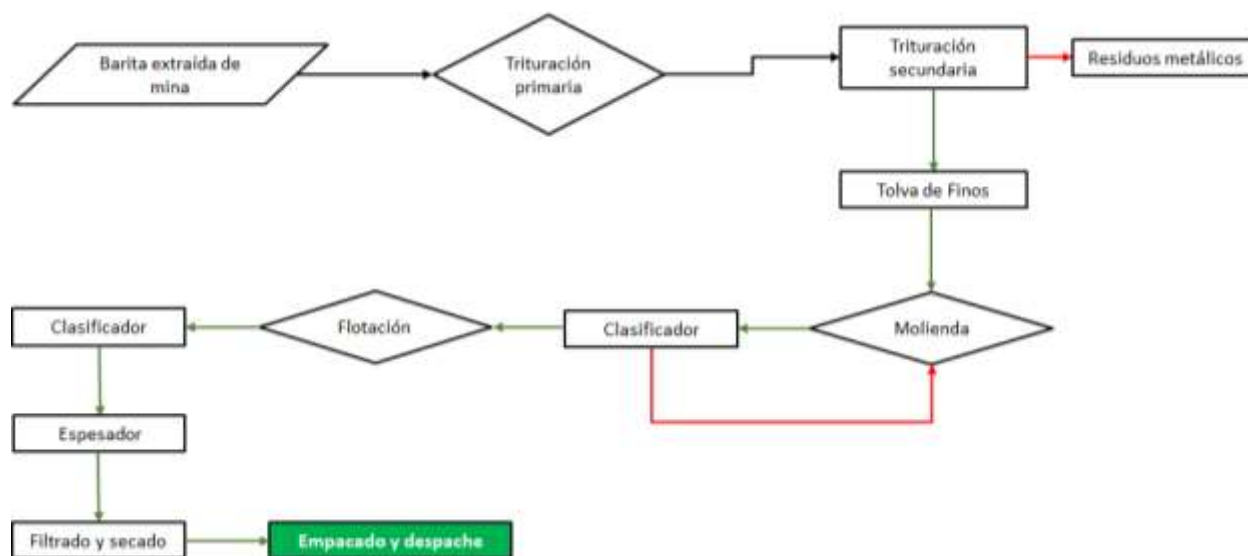 Barita extraída de
mina
Trituración
primaria
Trituración
secundaria
Residuos metálicos
Tolva de Finos
Molienda
Clasificador
Flotación
Clasificador
Espesador
Filtrado y secado
Empacado y despache